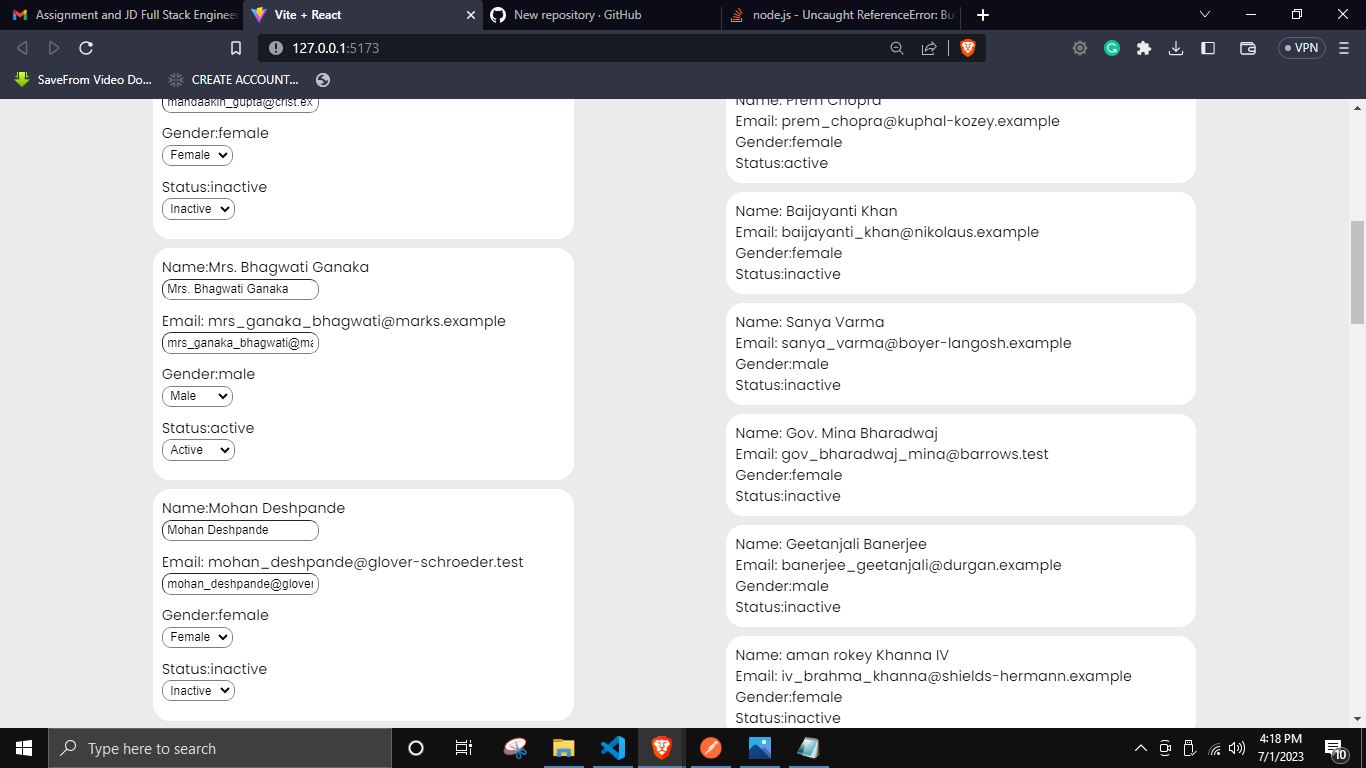 Assignment and JD Full Stack Enginee
Vite + React
New repository · GitHub
node.js - Uncaught ReferenceError: Bu
127.0.0.1:5173
VPN
SaveFrom Video Do...
CREATE ACCOUNT...
mandaakin_gupta@crist.ex
Gender:female
Female
Status:inactive
Inactive
Name:Mrs. Bhagwati Ganaka
Mrs. Bhagwati Ganaka
Email: mrs_ganaka_bhagwati@marks.example
mrs_ganaka_bhagwati@ma
Gender:male
Male
Status:active
Active
Name:Mohan Deshpande
Mohan Deshpande
Email: mohan_deshpande@glover-schroeder.test
mohan_deshpande@glover
Gender:female
Female
Status:inactive
Inactive
Name: Prem Chopra
Email: prem_chopra@kuphal-kozey.example
Gender:female
Status:active
Name: Baijayanti Khan
Email: baijayanti_khan@nikolaus.example
Gender:female
Status:inactive
Name: Sanya Varma
Email: sanya_varma@boyer-langosh.example
Gender:male
Status:inactive
Name: Gov. Mina Bharadwaj
Email: gov_bharadwaj_mina@barrows.test
Gender:female
Status:inactive
Name: Geetanjali Banerjee
Email: banerjee_geetanjali@durgan.example
Gender:male
Status:inactive
Name: aman rokey Khanna IV
Email: iv_brahma_khanna@shields-hermann.example
Gender:female
Status:inactive
Type here to search
4:18 PM
7/1/2023
10